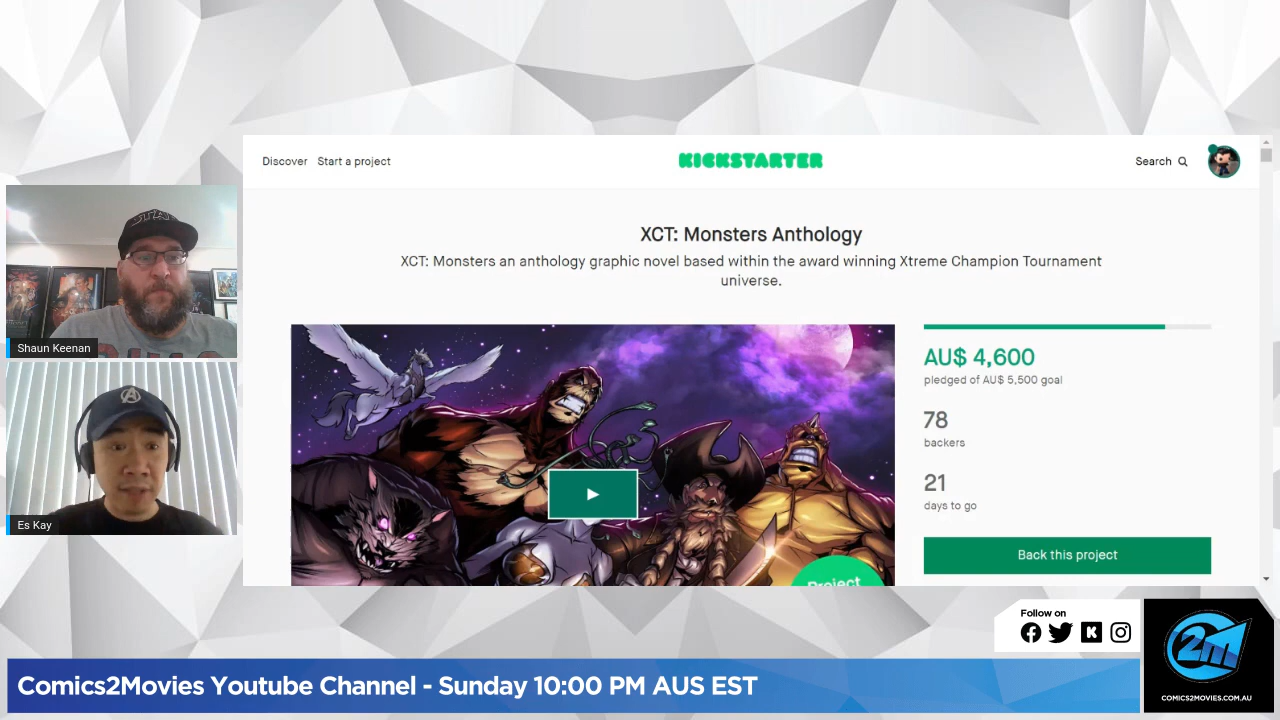 Discover Start a project
KICKSTARTER
Search
XCT: Monsters Anthology
XCT: Monsters an anthology graphic novel based within the award winning Xtreme Champion Tournament
universe.
AU$ 4,600
pledged of AU$ 5,500 goal
78
backers
21
days to go
Back this project
Project
Shaun Keenan
Es Kay
Follow on
2M
COMICS2MOVIES.COM.AU
Comics2Movies Youtube Channel - Sunday 10:00 PM AUS EST